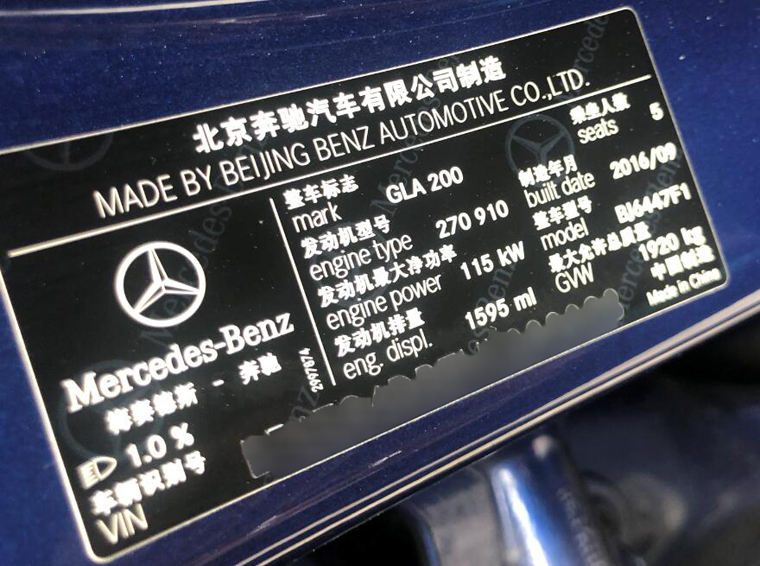 北京奔驰汽车有限公司制造
MADE BY BEIJING BENZ AUTOMOTIVE CO.,LTD.
Mercedes-Benz
梅赛德斯 - 奔驰
1.0 %
整车标志
mark GLA 200
发动机型号
engine type 270 910
发动机最大净功率
engine power 115 kW
发动机排量
eng. displ. 1595 ml
乘坐人数
seats 5
制造年月
built date 2016/09
整车型号
model BJ6447F1
最大允许总质量
GVW 1920 kg
中国制造
Made in China
2997874
车辆识别号
VIN